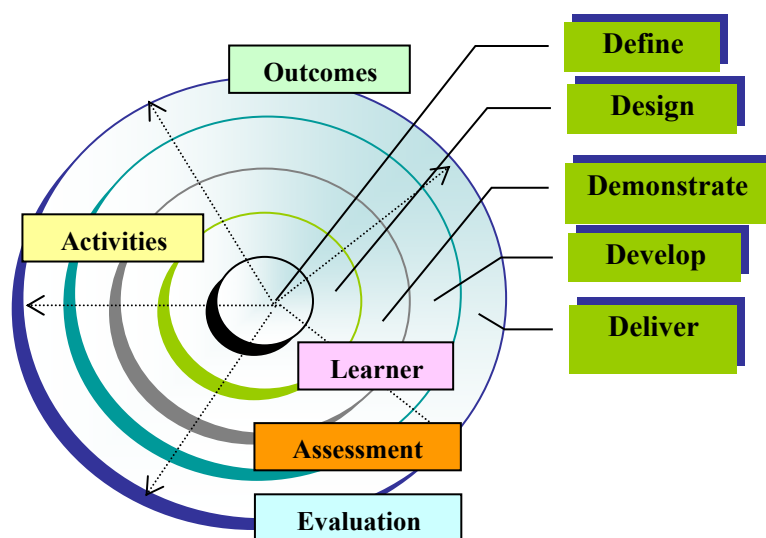 Define
Outcomes
Design
Demonstrate
Activities
Develop
Deliver
Learner
Assessment
Evaluation